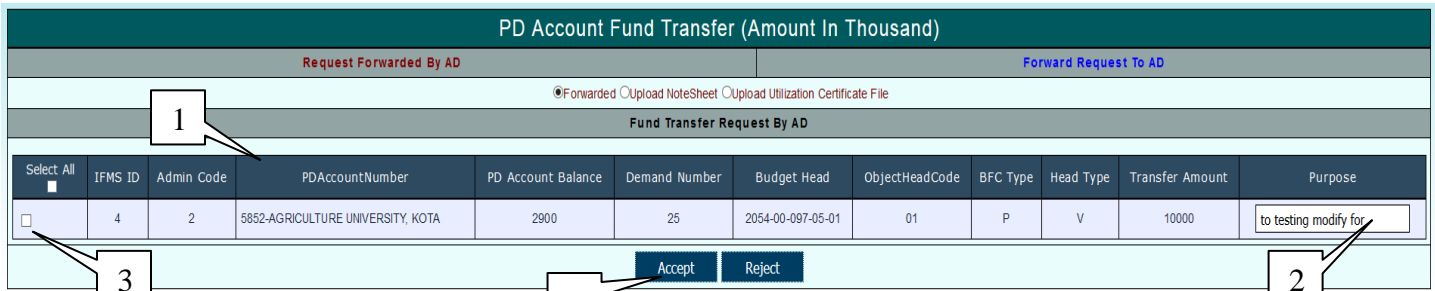 PD Account Fund Transfer (Amount In Thousand)
Request Forwarded By AD Forward Request To AD
Forwarded Upload NoteSheet Upload Utilization Certificate File
1
Fund Transfer Request By AD
Select All IFMS ID Admin Code PDAccountNumber PD Account Balance Demand Number Budget Head ObjectHeadCode BFC Type Head Type Transfer Amount Purpose
4 2 5852-AGRICULTURE UNIVERSITY, KOTA 2900 25 2054-00-097-05-01 01 P V 10000 to testing modify for
Accept Reject
3 2